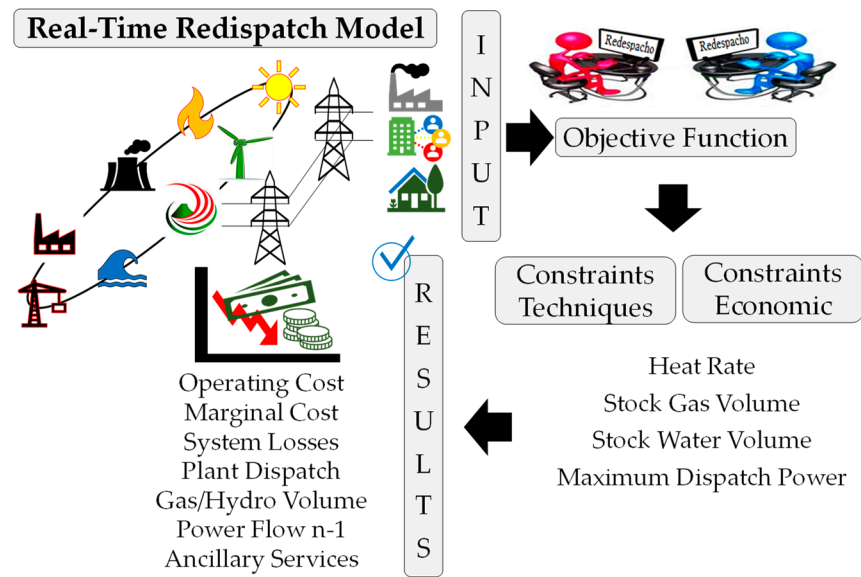 Real-Time Redispatch Model
INPUT
Redespacho
Redespacho
Objective Function
Constraints
Techniques
Constraints
Economic
Heat Rate
Stock Gas Volume
Stock Water Volume
Maximum Dispatch Power
RESULTS
Operating Cost
Marginal Cost
System Losses
Plant Dispatch
Gas/Hydro Volume
Power Flow n-1
Ancillary Services